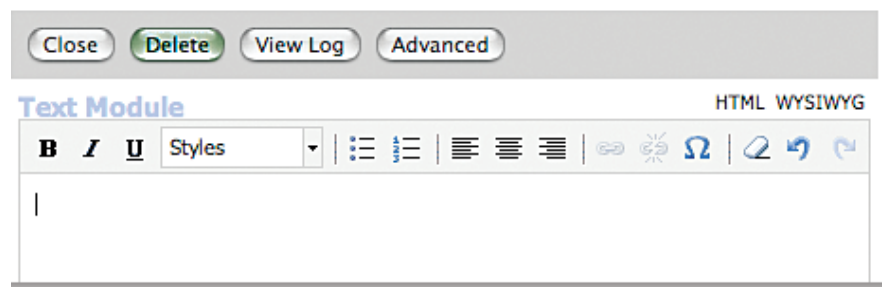 Close Delete View Log Advanced
Text Module HTML WYSIWYG
B I U Styles Ω